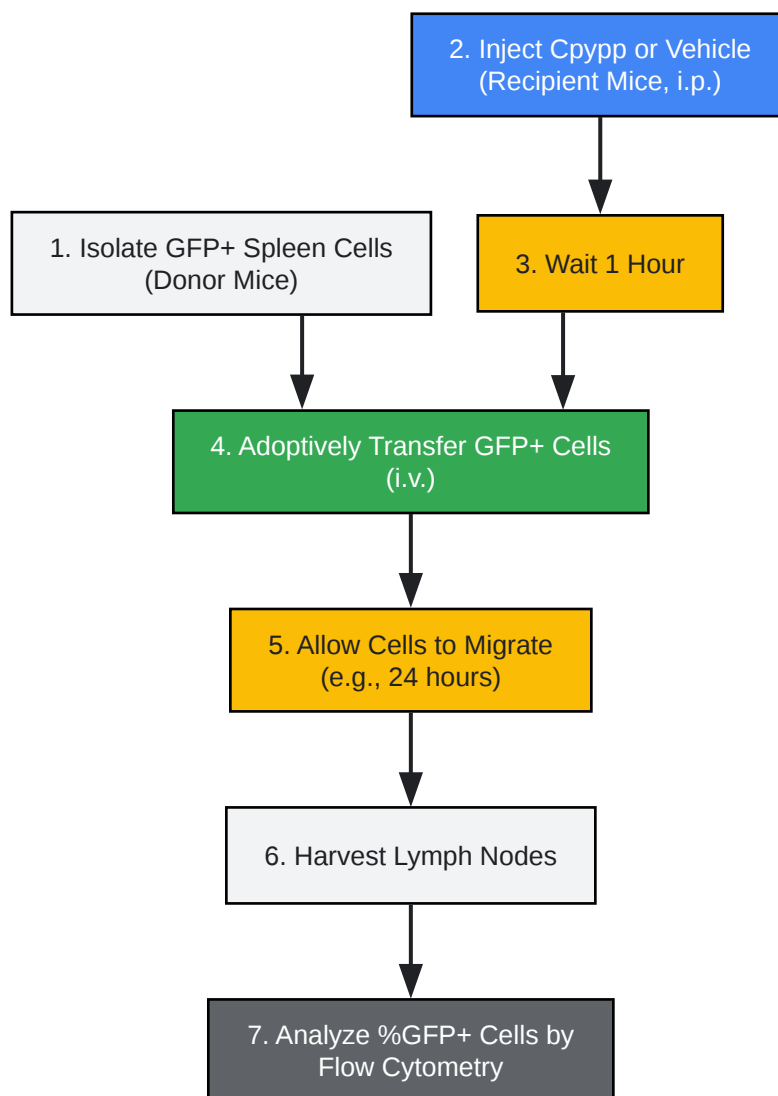 2. Inject Cpypp or Vehicle
(Recipient Mice, i.p.)
1. Isolate GFP+ Spleen Cells
(Donor Mice)
3. Wait 1 Hour
4. Adoptively Transfer GFP+ Cells
(i.v.)
5. Allow Cells to Migrate
(e.g., 24 hours)
6. Harvest Lymph Nodes
7. Analyze %GFP+ Cells by
Flow Cytometry